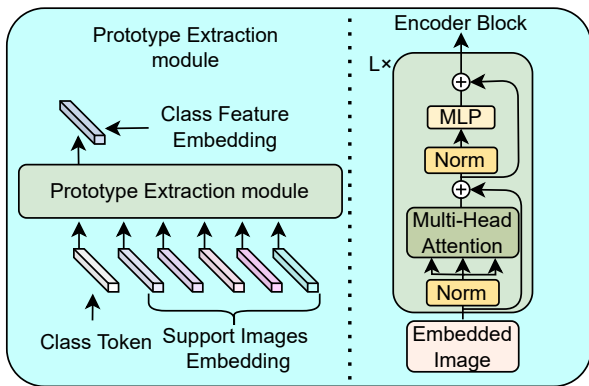 Prototype Extraction
module
Class Feature
Embedding
Prototype Extraction module
Class Token
Support Images
Embedding
Encoder Block
L×
MLP
Norm
Multi-Head
Attention
Norm
Embedded
Image